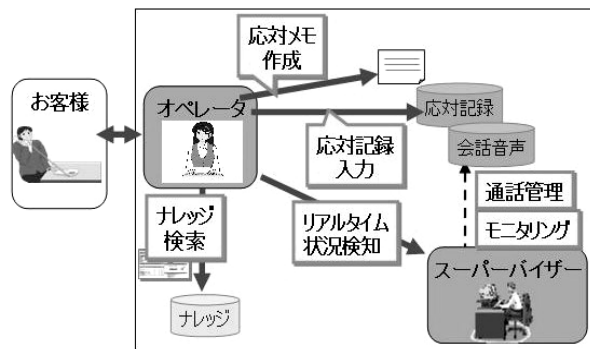 応対メモ
作成
お客様
オペレータ
応対記録
会話音声
応対記録
入力
通話管理
モニタリング
ナレッジ
検索
リアルタイム
状況検知
スーパーバイザー
ナレッジ